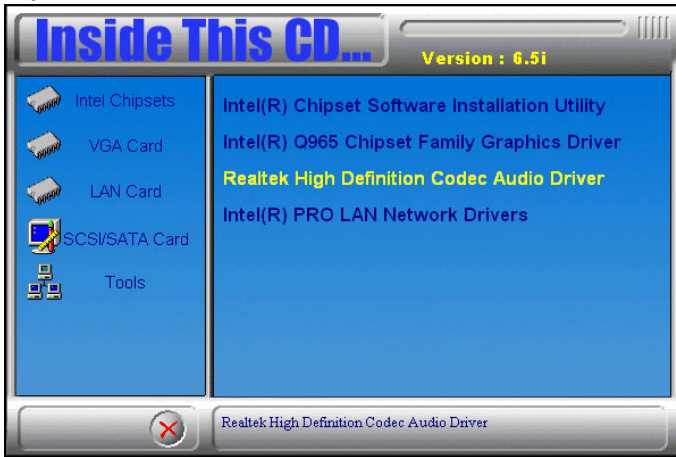 Inside This CD...
Version : 6.5i
Intel Chipsets
VGA Card
LAN Card
SCSI/SATA Card
Tools
Intel(R) Chipset Software Installation Utility
Intel(R) Q965 Chipset Family Graphics Driver
Realtek High Definition Codec Audio Driver
Intel(R) PRO LAN Network Drivers
Realtek High Definition Codec Audio Driver